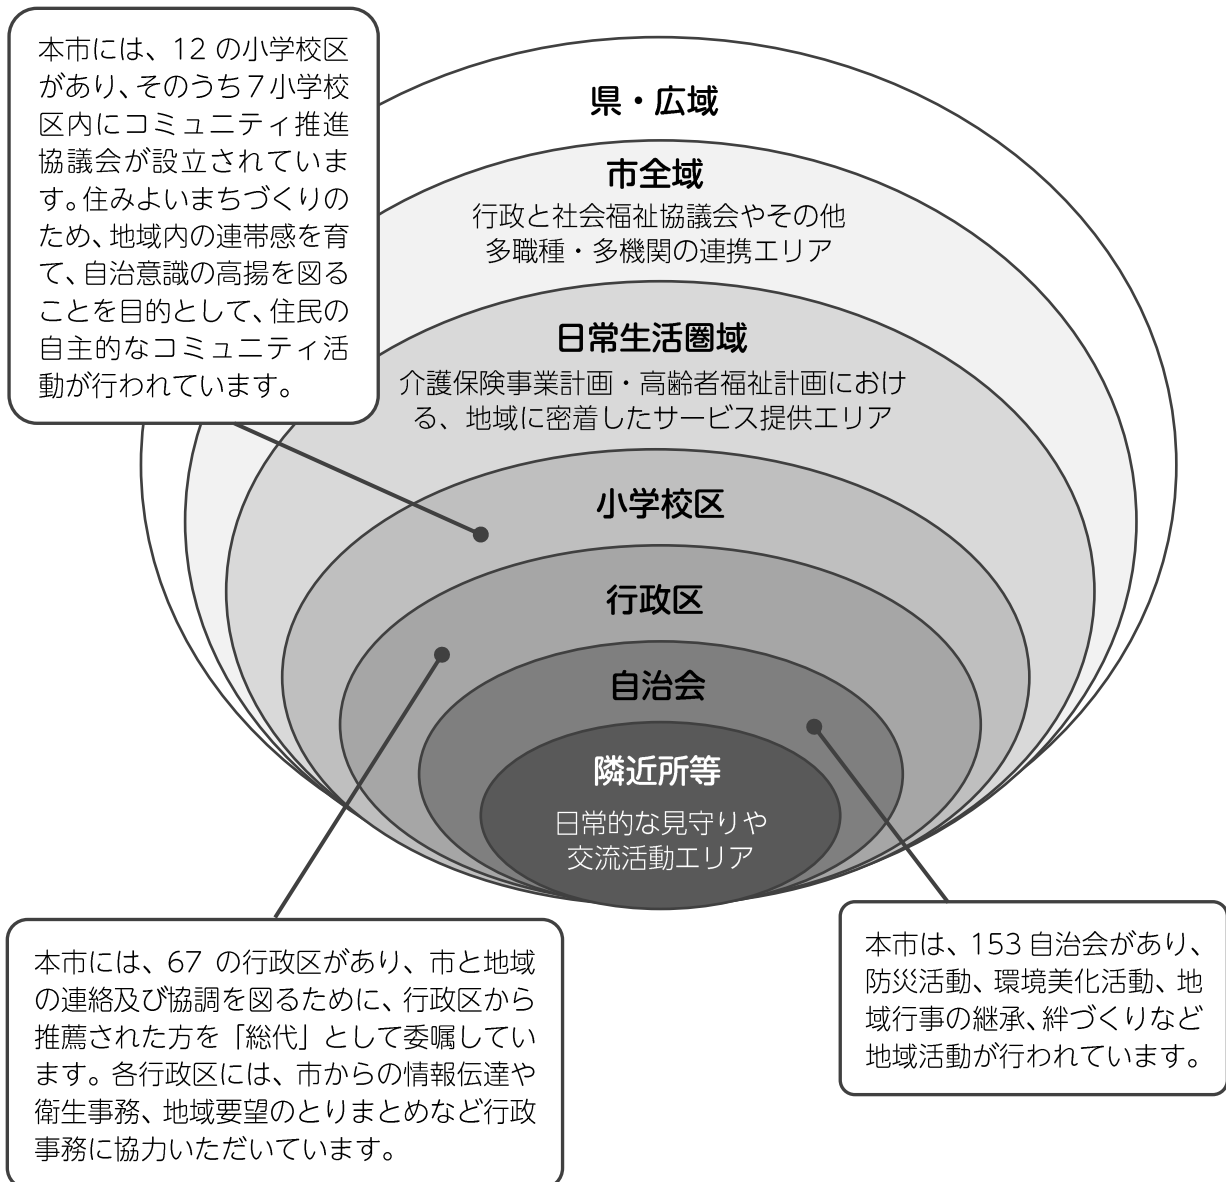 本市には、12 の小学校区
があり、そのうち7小学校
区内にコミュニティ推進
協議会が設立されていま
す。住みよいまちづくりの
ため、地域内の連帯感を育
て、自治意識の高揚を図る
ことを目的として、住民の
自主的なコミュニティ活
動が行われています。
県・広域
市全域
行政と社会福祉協議会やその他
多職種・多機関の連携エリア
日常生活圏域
介護保険事業計画・高齢者福祉計画におけ
る、地域に密着したサービス提供エリア
小学校区
行政区
自治会
隣近所等
日常的な見守りや
交流活動エリア
本市には、67 の行政区があり、市と地域
の連絡及び協調を図るために、行政区から
推薦された方を「総代」として委嘱してい
ます。各行政区には、市からの情報伝達や
衛生事務、地域要望のとりまとめなど行政
事務に協力いただいています。
本市は、153 自治会があり、
防災活動、環境美化活動、地
域行事の継承、絆づくりなど
地域活動が行われています。